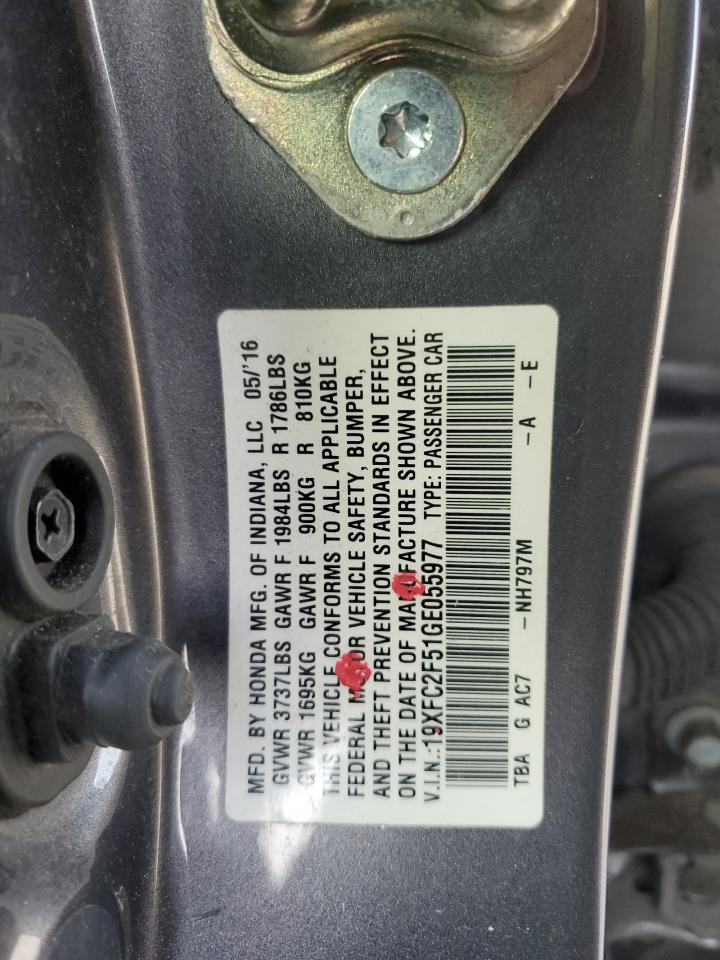 MFD. BY HONDA MFG. OF INDIANA, LLC 05/'16
GVWR 3737LBS GAWR F 1984LBS R 1786LBS
GVWR 1695KG GAWR F 900KG R 810KG
THIS VEHICLE CONFORMS TO ALL APPLICABLE
FEDERAL MOTOR VEHICLE SAFETY, BUMPER,
AND THEFT PREVENTION STANDARDS IN EFFECT
ON THE DATE OF MANUFACTURE SHOWN ABOVE.
V.I.N.:19XFC2F51GE055977 TYPE: PASSENGER CAR
TBA G AC7 -NH797M -A -E